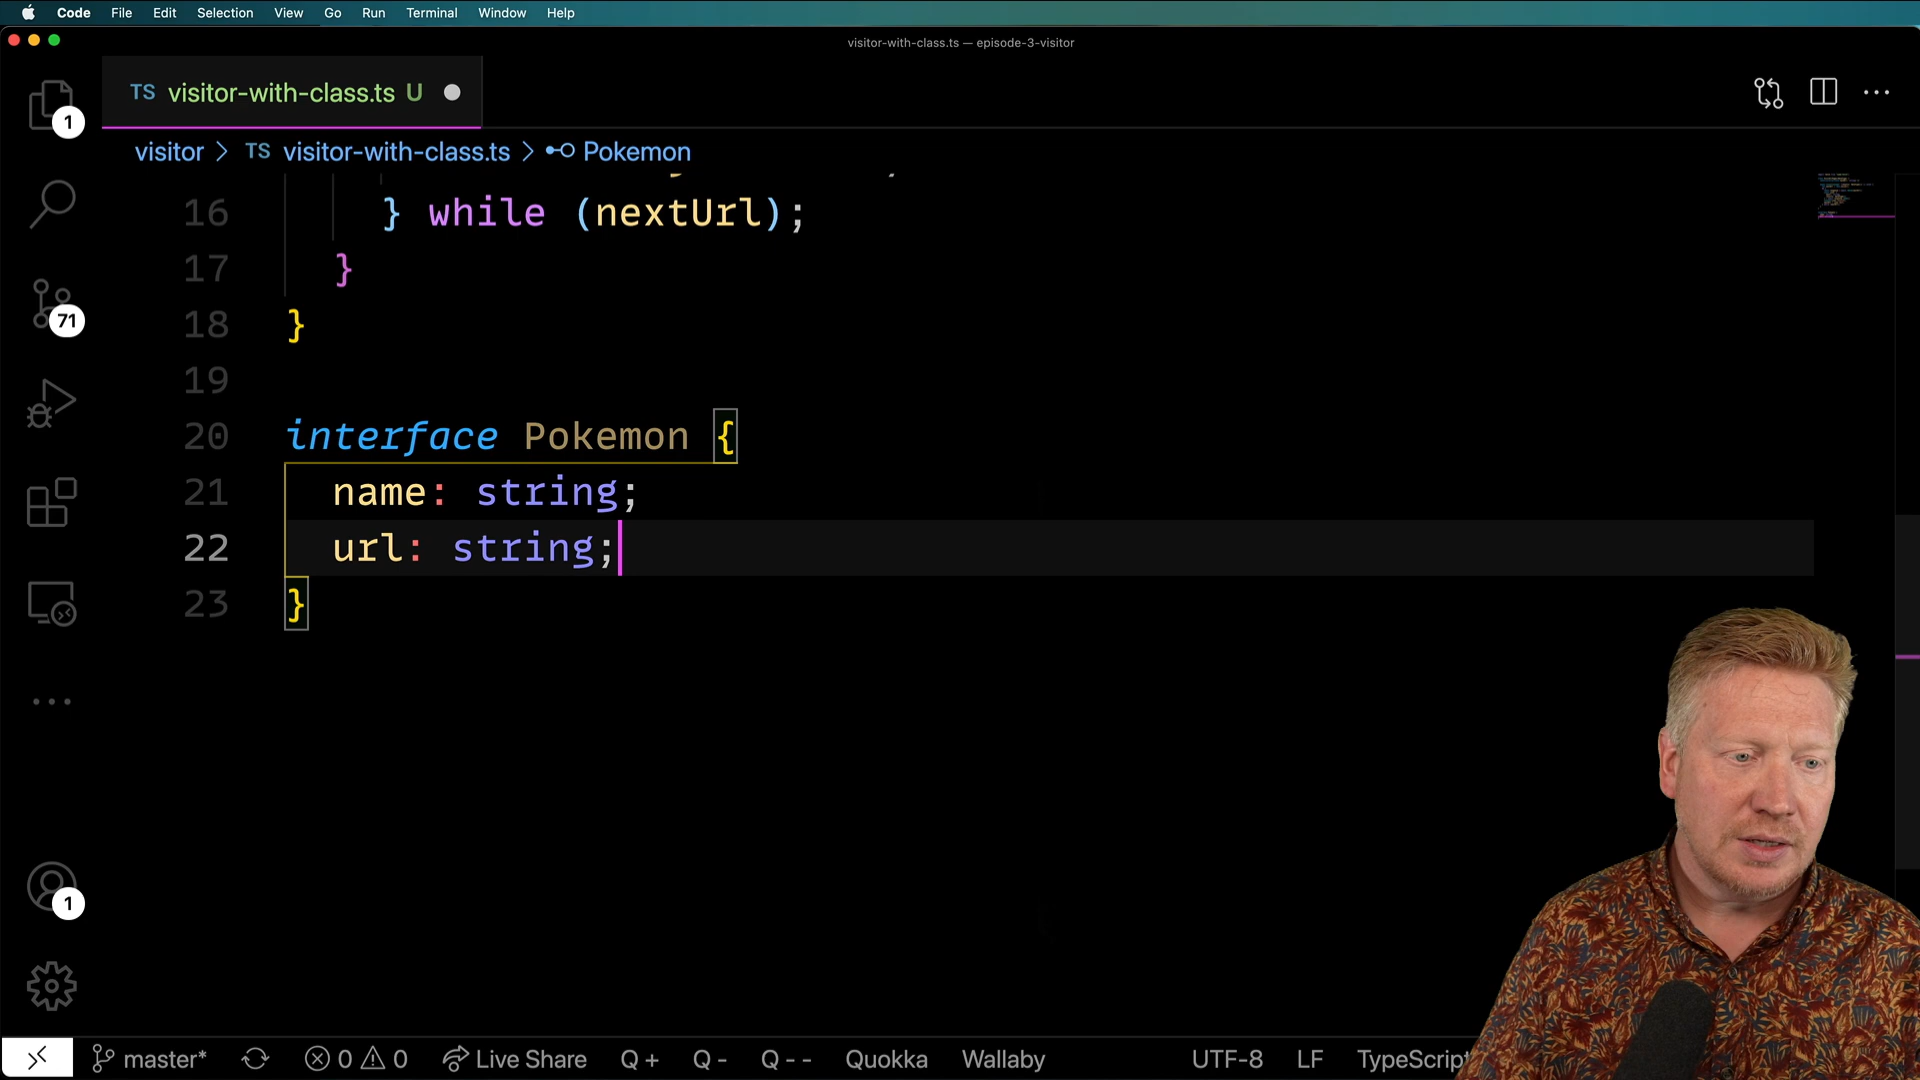 Code File Edit Selection View Go Run Terminal Window Help
visitor-with-class.ts — episode-3-visitor
TS visitor-with-class.ts U
visitor > TS visitor-with-class.ts > Pokemon
16 } while (nextUrl);
17 }
18 }
19
20 interface Pokemon {
21 name: string;
22 url: string;
23 }
1
71
1
master* 0 0 Live Share Q + Q - Q - - Quokka Wallaby UTF-8 LF TypeScript